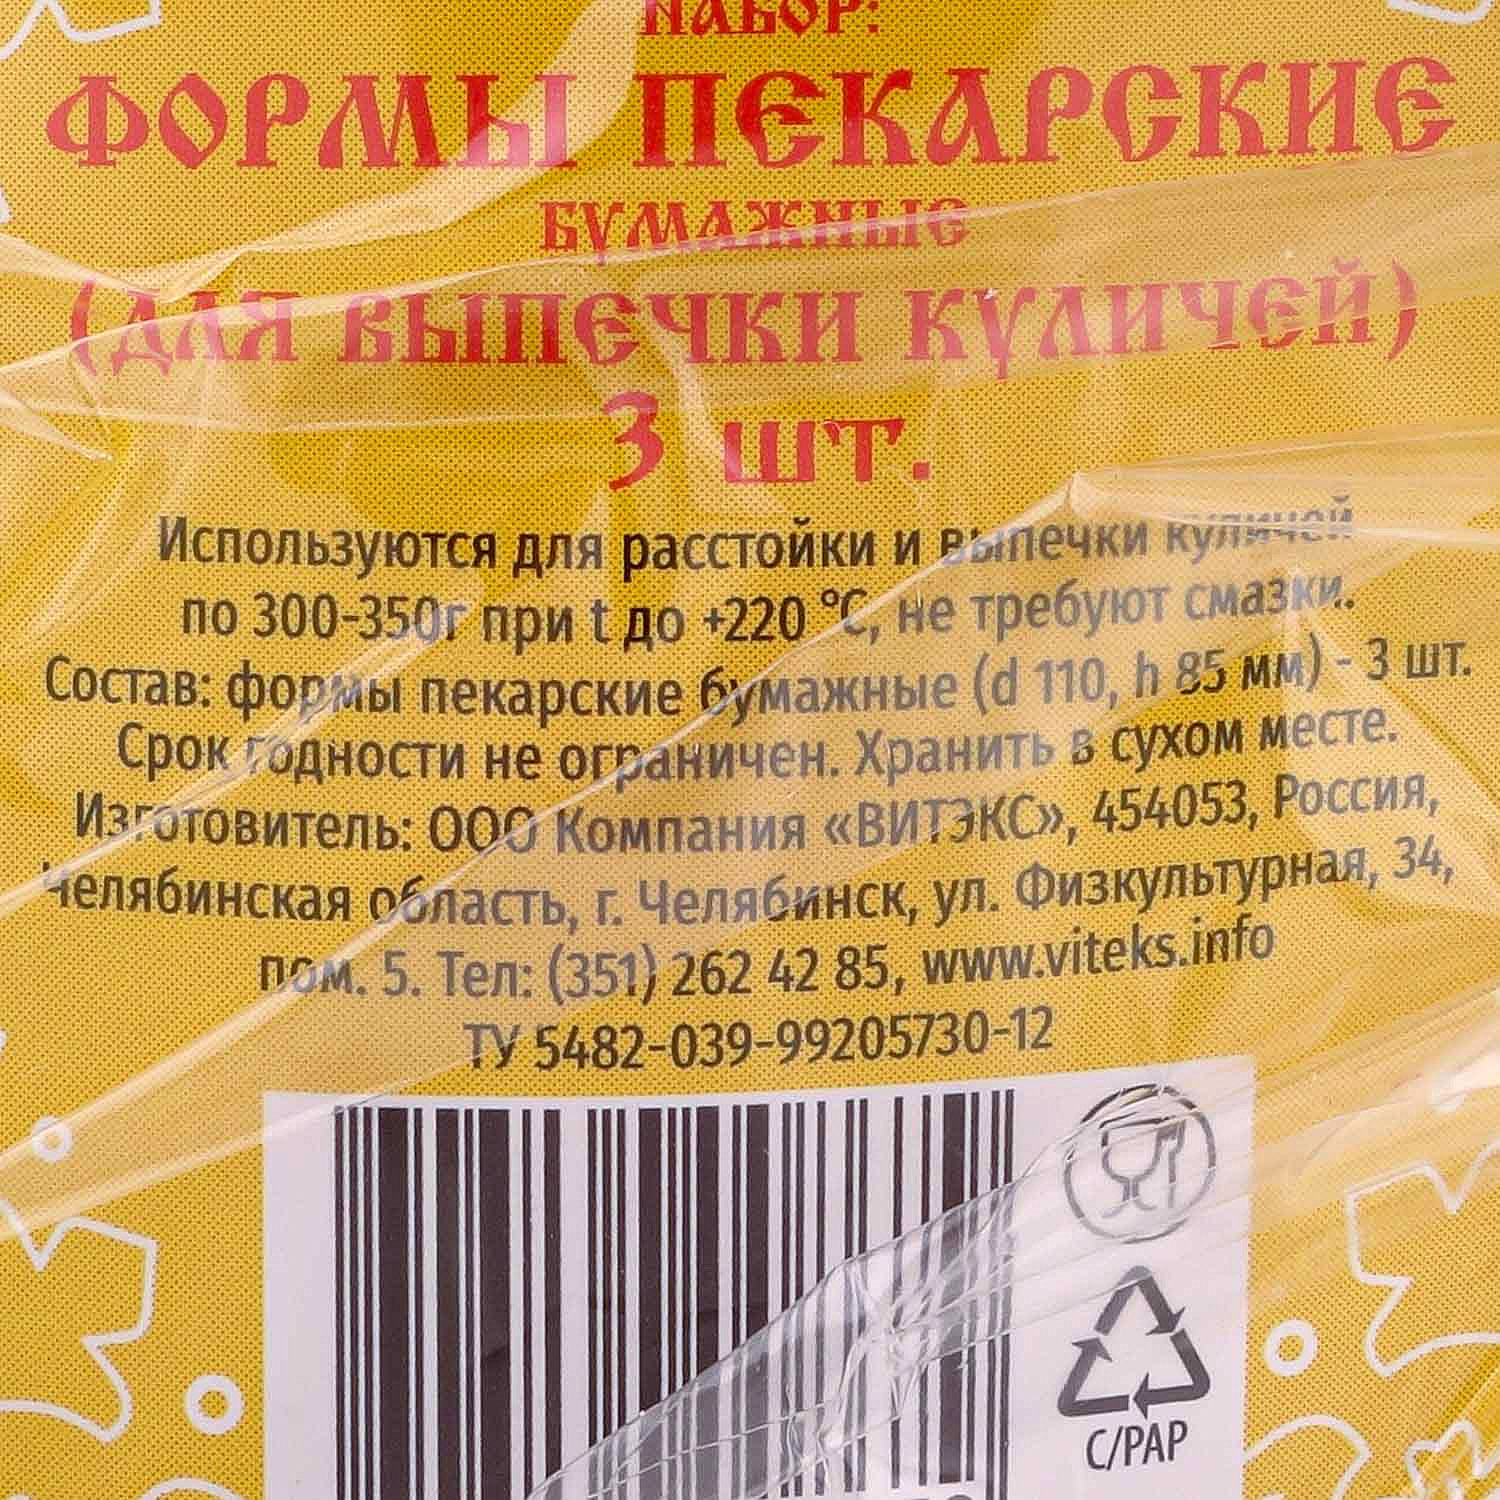 НАБОР:
ФОРМЫ ПЕКАРСКИЕ
БУМАЖНЫЕ
(ДЛЯ ВЫПЕЧКИ КУЛИЧЕЙ)
3 ШТ.
Используются для расстойки и выпечки куличей
по 300-350г при t до +220 °С, не требуют смазки.
Состав: формы пекарские бумажные (d 110, h 85 мм) - 3 шт.
Срок годности не ограничен. Хранить в сухом месте.
Изготовитель: ООО Компания «ВИТЭКС», 454053, Россия,
Челябинская область, г. Челябинск, ул. Физкультурная, 34,
пом. 5. Тел: (351) 262 42 85, www.viteks.info
ТУ 5482-039-99205730-12
C/PAP